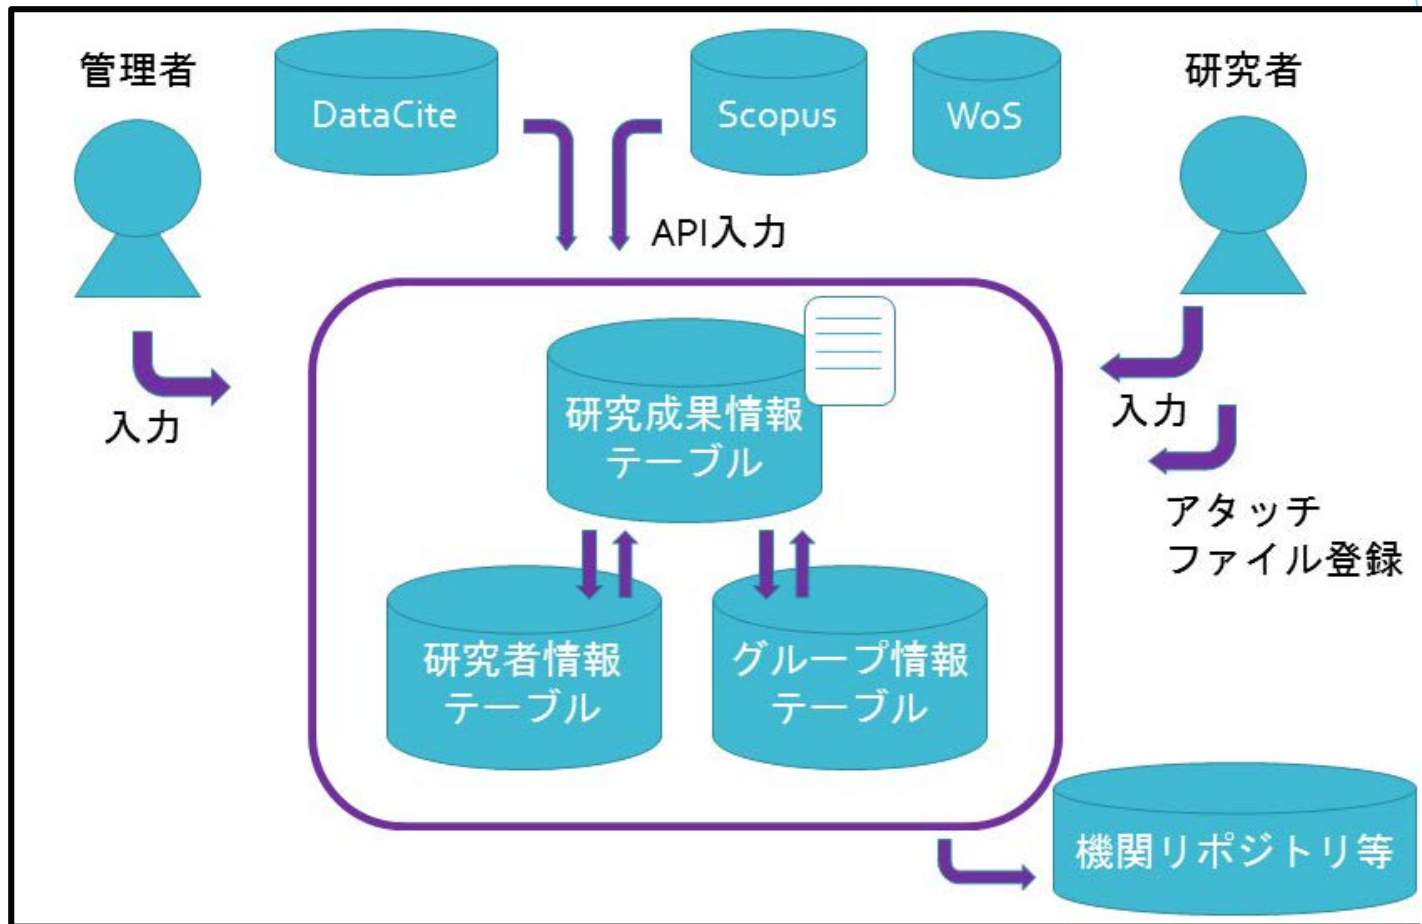 管理者
DataCite
Scopus
WoS
研究者
API入力
入力
研究成果情報
テーブル
入力
アタッチ
ファイル登録
研究者情報
テーブル
グループ情報
テーブル
機関リポジトリ等